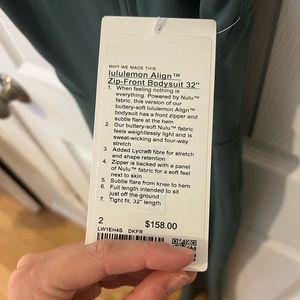 WHY WE MADE THIS
lululemon Align™
Zip-Front Bodysuit 32"
1. When feeling nothing is
everything. Powered by Nulu™
fabric, this version of our
buttery-soft lululemon Align™
bodysuit has a front zipper and
subtle flare at the hem
2. Our buttery-soft Nulu™ fabric
feels weightlessly light and is
sweat-wicking and four-way
stretch
3. Added Lycra® fibre for stretch
and shape retention
4. Zipper is backed with a panel
of Nulu™ fabric for a soft feel
next to skin
5. Subtle flare from knee to hem
6. Full length intended to sit
just off the ground
7. Tight fit, 32" length
2
$158.00
LW1EH4S DKFR